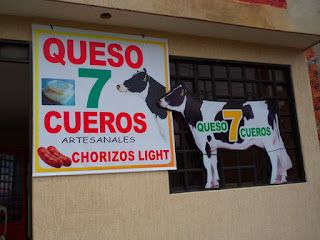 QUESO
7
CUEROS
ARTESANALES
CHORIZOS LIGHT
QUESO 7 CUEROS